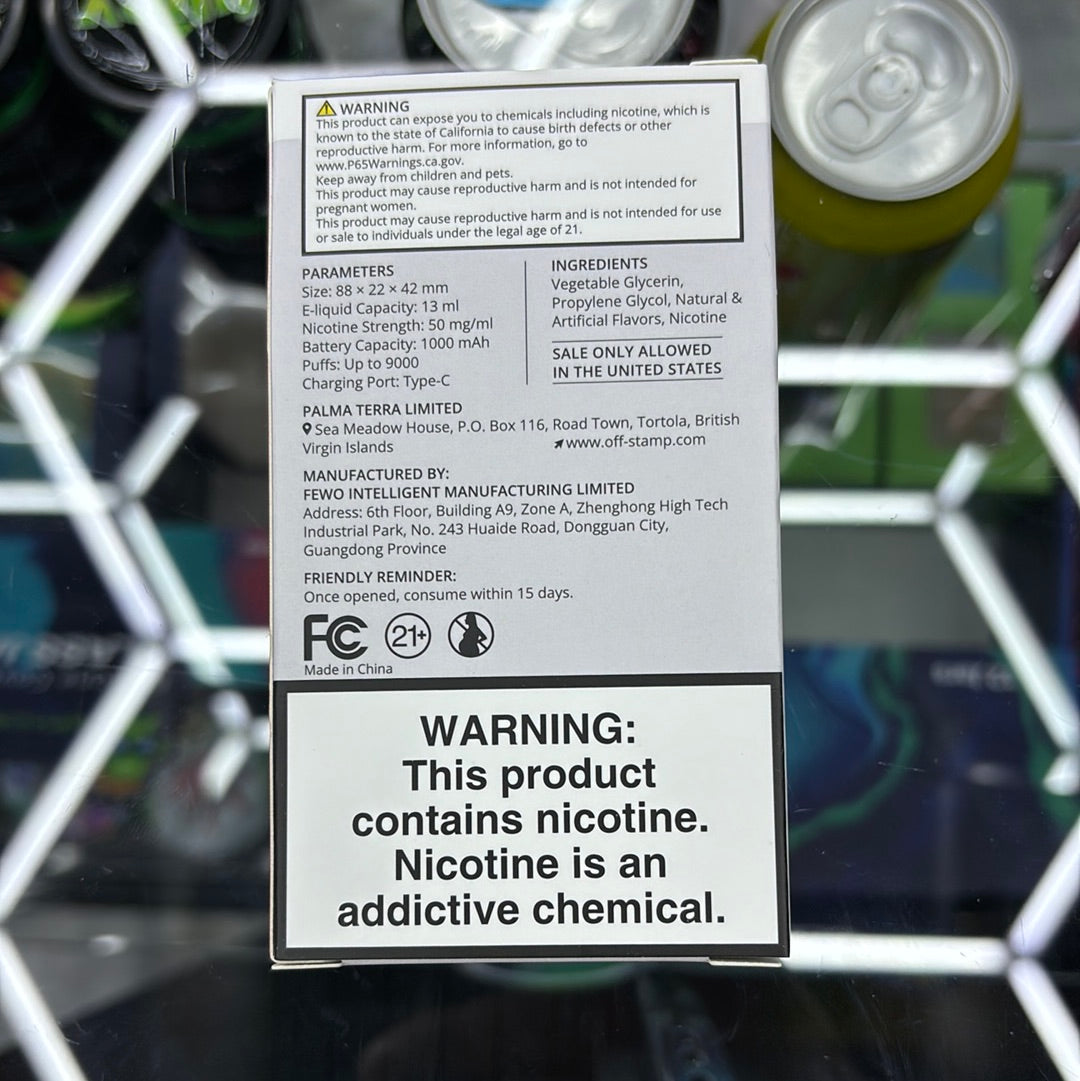 WARNING
This product can expose you to chemicals including nicotine, which is
known to the state of California to cause birth defects or other
reproductive harm. For more information, go to
www.P65Warnings.ca.gov.
Keep away from children and pets.
This product may cause reproductive harm and is not intended for
pregnant women.
This product may cause reproductive harm and is not intended for use
or sale to individuals under the legal age of 21.
PARAMETERS
Size: 88 × 22 × 42 mm
E-liquid Capacity: 13 ml
Nicotine Strength: 50 mg/ml
Battery Capacity: 1000 mAh
Puffs: Up to 9000
Charging Port: Type-C
INGREDIENTS
Vegetable Glycerin,
Propylene Glycol, Natural &
Artificial Flavors, Nicotine
SALE ONLY ALLOWED
IN THE UNITED STATES
PALMA TERRA LIMITED
Sea Meadow House, P.O. Box 116, Road Town, Tortola, British
Virgin Islands
www.off-stamp.com
MANUFACTURED BY:
FEWO INTELLIGENT MANUFACTURING LIMITED
Address: 6th Floor, Building A9, Zone A, Zhenghong High Tech
Industrial Park, No. 243 Huaide Road, Dongguan City,
Guangdong Province
FRIENDLY REMINDER:
Once opened, consume within 15 days.
FC 21+
Made in China
WARNING:
This product
contains nicotine.
Nicotine is an
addictive chemical.